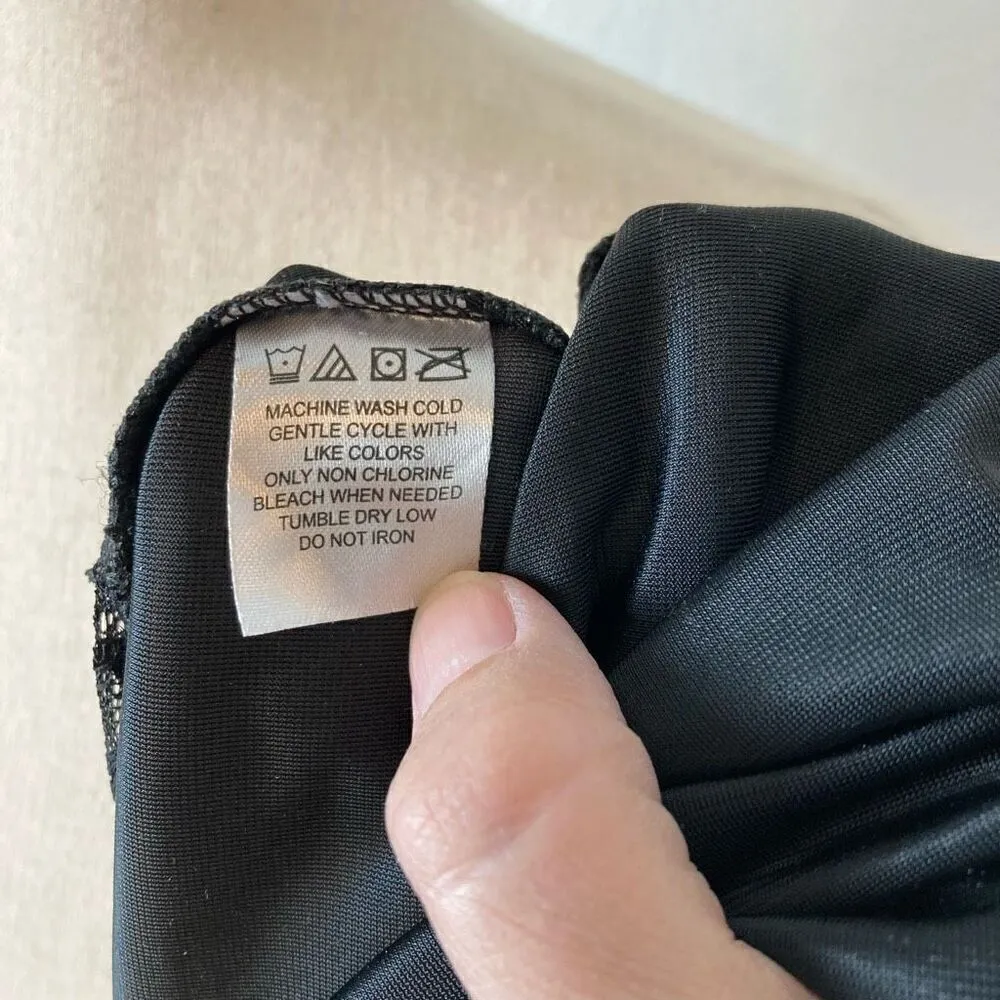 MACHINE WASH COLD
GENTLE CYCLE WITH
LIKE COLORS
ONLY NON CHLORINE
BLEACH WHEN NEEDED
TUMBLE DRY LOW
DO NOT IRON